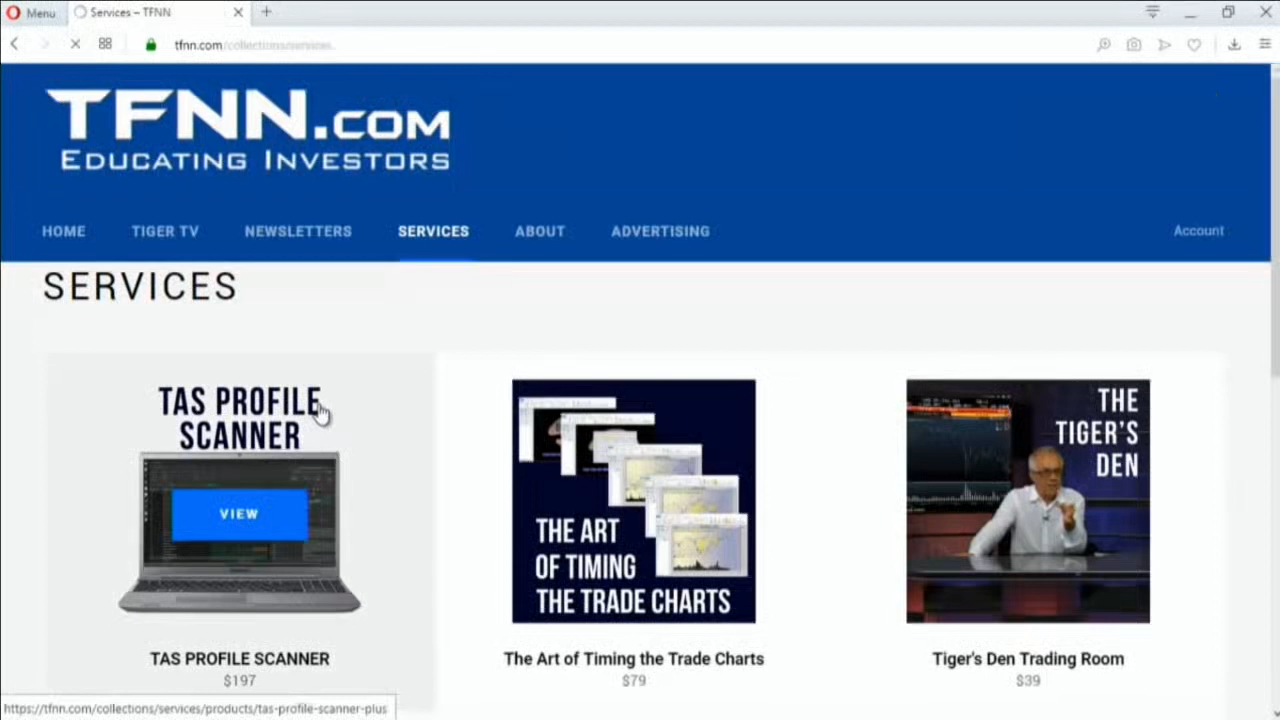 Menu
Services – TFNN
tfnn.com/collections/services
TFNN.COM
EDUCATING INVESTORS
HOME
TIGER TV
NEWSLETTERS
SERVICES
ABOUT
ADVERTISING
Account
SERVICES
TAS PROFILE
SCANNER
VIEW
THE ART
OF TIMING
THE TRADE CHARTS
THE
TIGER'S
DEN
TAS PROFILE SCANNER
The Art of Timing the Trade Charts
Tiger's Den Trading Room
$197
$79
$39
https://tfnn.com/collections/services/products/tas-profile-scanner-plus